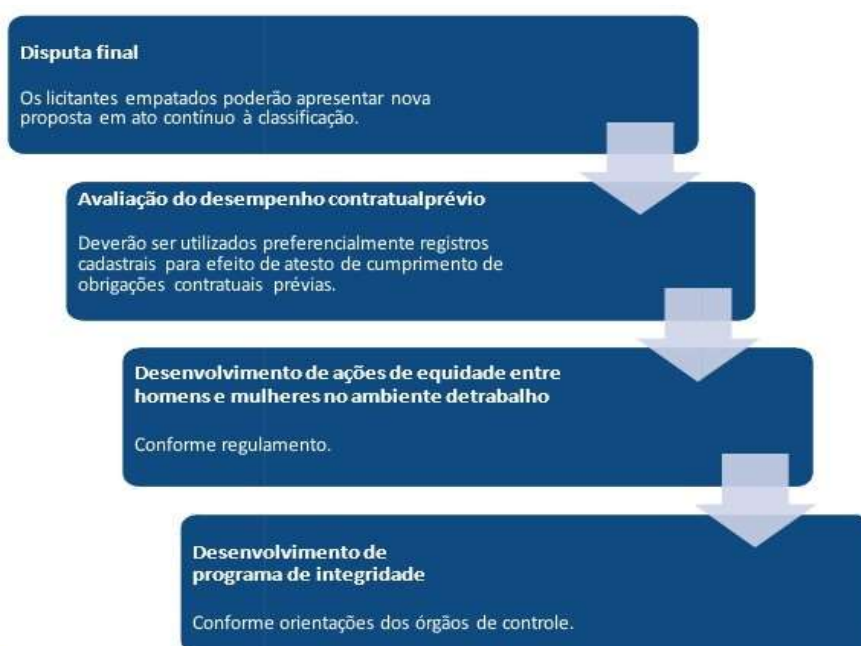 Disputa final
Os licitantes empatados poderão apresentar nova
proposta em ato contínuo à classificação.
Avaliação do desempenho contratualprévio
Deverão ser utilizados preferencialmente registros
cadastrais para efeito de atesto de cumprimento de
obrigações contratuais prévias.
Desenvolvimento de ações de equidade entre
homens e mulheres no ambiente detrabalho
Conforme regulamento.
Desenvolvimento de
programa de integridade
Conforme orientações dos órgãos de controle.